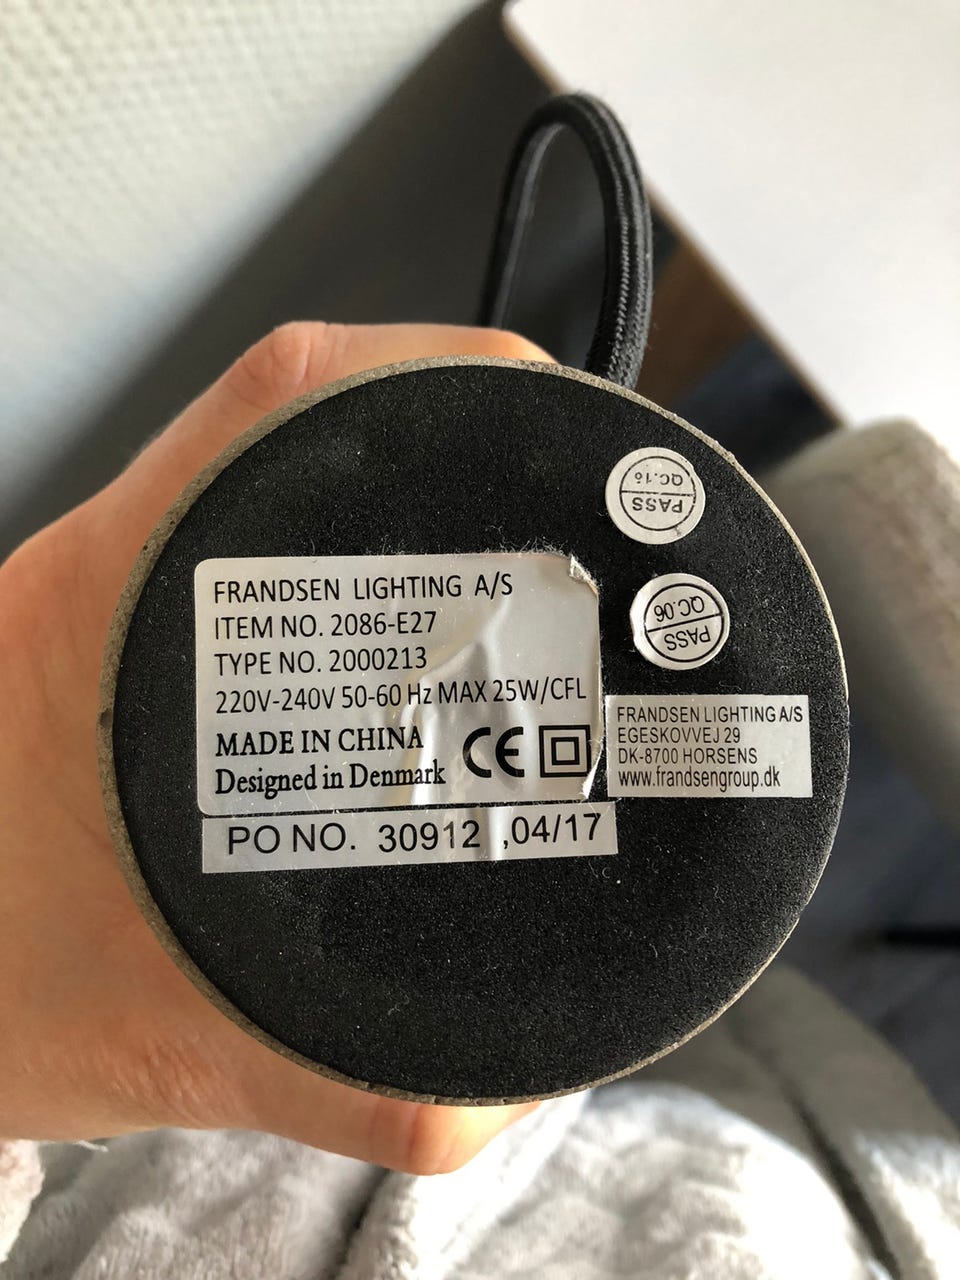 QC.16
PASS
QC.06
PASS
FRANDSEN LIGHTING A/S
ITEM NO. 2086-E27
TYPE NO. 2000213
220V-240V 50-60 Hz MAX 25W/CFL
MADE IN CHINA
Designed in Denmark
CE
FRANDSEN LIGHTING A/S
EGESKOVVEJ 29
DK-8700 HORSENS
www.frandsengroup.dk
PO NO. 30912 ,04/17